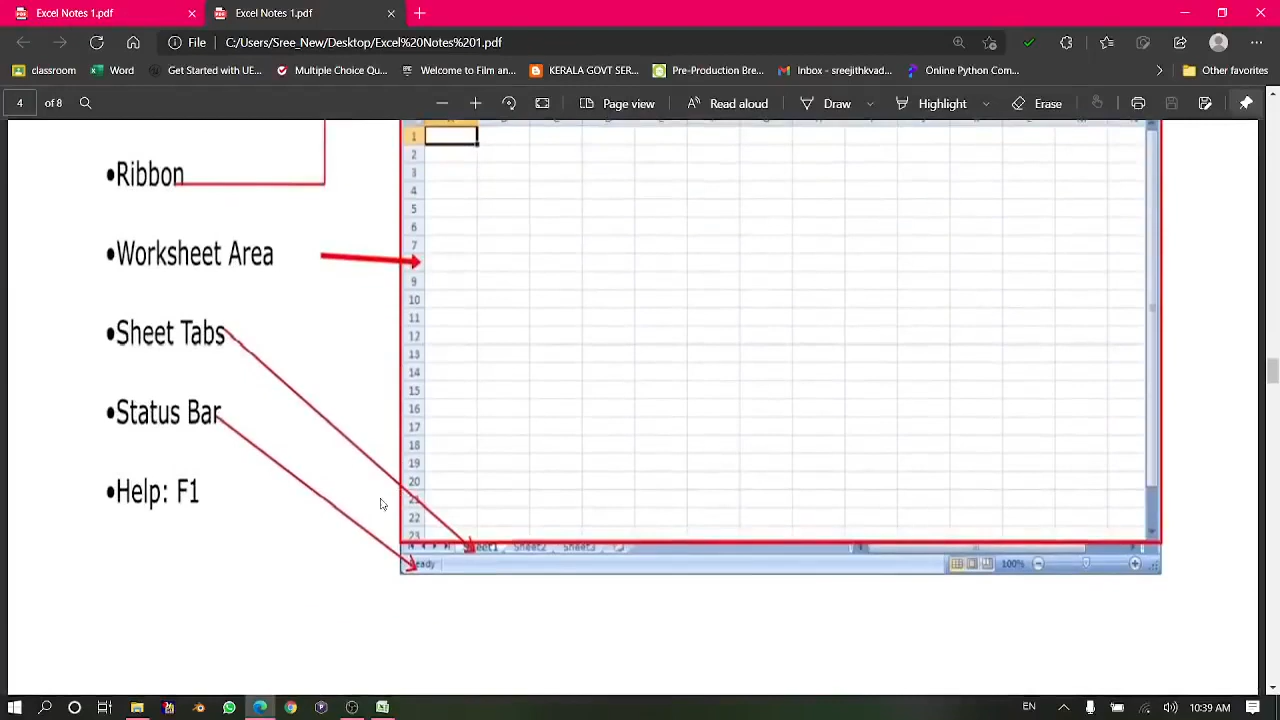 Excel Notes 1.pdf
Excel Notes 1.pdf
File C:/Users/Sree_New/Desktop/Excel%20Notes%201.pdf
classroom Word Get Started with UE... Multiple Choice Qu... Welcome to Film an... KERALA GOVT SER... Pre-Production Bre... Inbox - sreejithkvad... Online Python Com... Other favorites
4 of 8 Page view Read aloud Draw Highlight Erase
•Ribbon
•Worksheet Area
•Sheet Tabs
•Status Bar
•Help: F1
1
2
3
4
5
6
7
9
10
11
12
13
14
15
16
17
18
19
20
21
22
23
Sheet1 Sheet2 Sheet3
100%
EN 10:39 AM